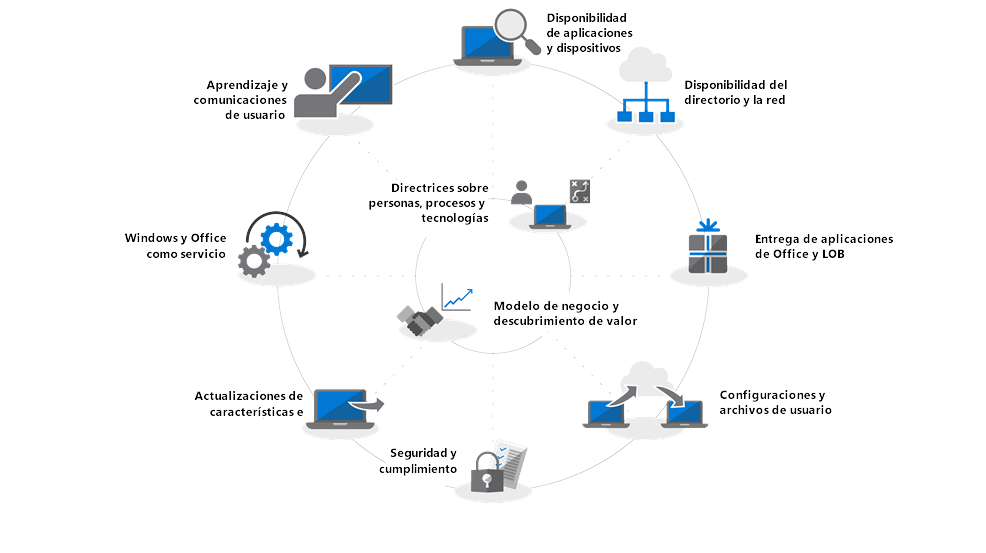 Disponibilidad
de aplicaciones
y dispositivos
Disponibilidad del
directorio y la red
Aprendizaje y
comunicaciones
de usuario
Directrices sobre
personas, procesos y
tecnologías
Windows y Office
como servicio
Entrega de aplicaciones
de Office y LOB
Modelo de negocio y
descubrimiento de valor
Actualizaciones de
características e
Configuraciones y
archivos de usuario
Seguridad y
cumplimiento